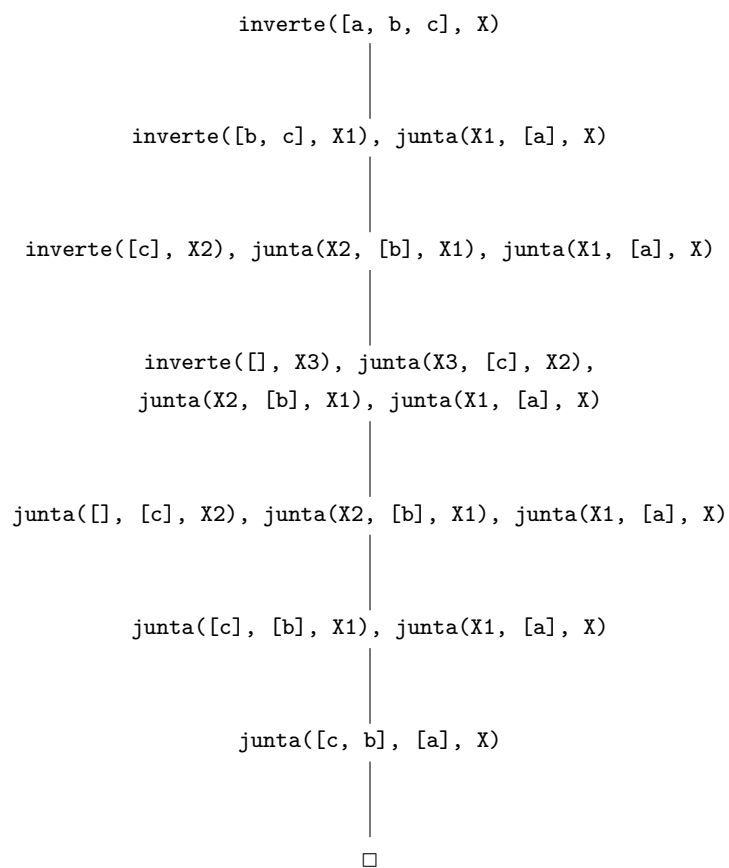 inverte([a, b, c], X)
inverte([b, c], X1), junta(X1, [a], X)
inverte([c], X2), junta(X2, [b], X1), junta(X1, [a], X)
inverte([], X3), junta(X3, [c], X2),
junta(X2, [b], X1), junta(X1, [a], X)
junta([], [c], X2), junta(X2, [b], X1), junta(X1, [a], X)
junta([c], [b], X1), junta(X1, [a], X)
junta([c, b], [a], X)
□